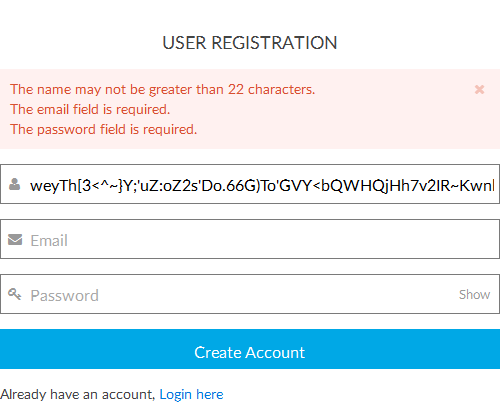 USER REGISTRATION
The name may not be greater than 22 characters.
The email field is required.
The password field is required.
weyTh[3<^~}Y;'uZ:oZ2s'Do.66G)To'GVY<bQWHQjHh7v2IR~Kwnl
Email
Password
Show
Create Account
Already have an account, Login here